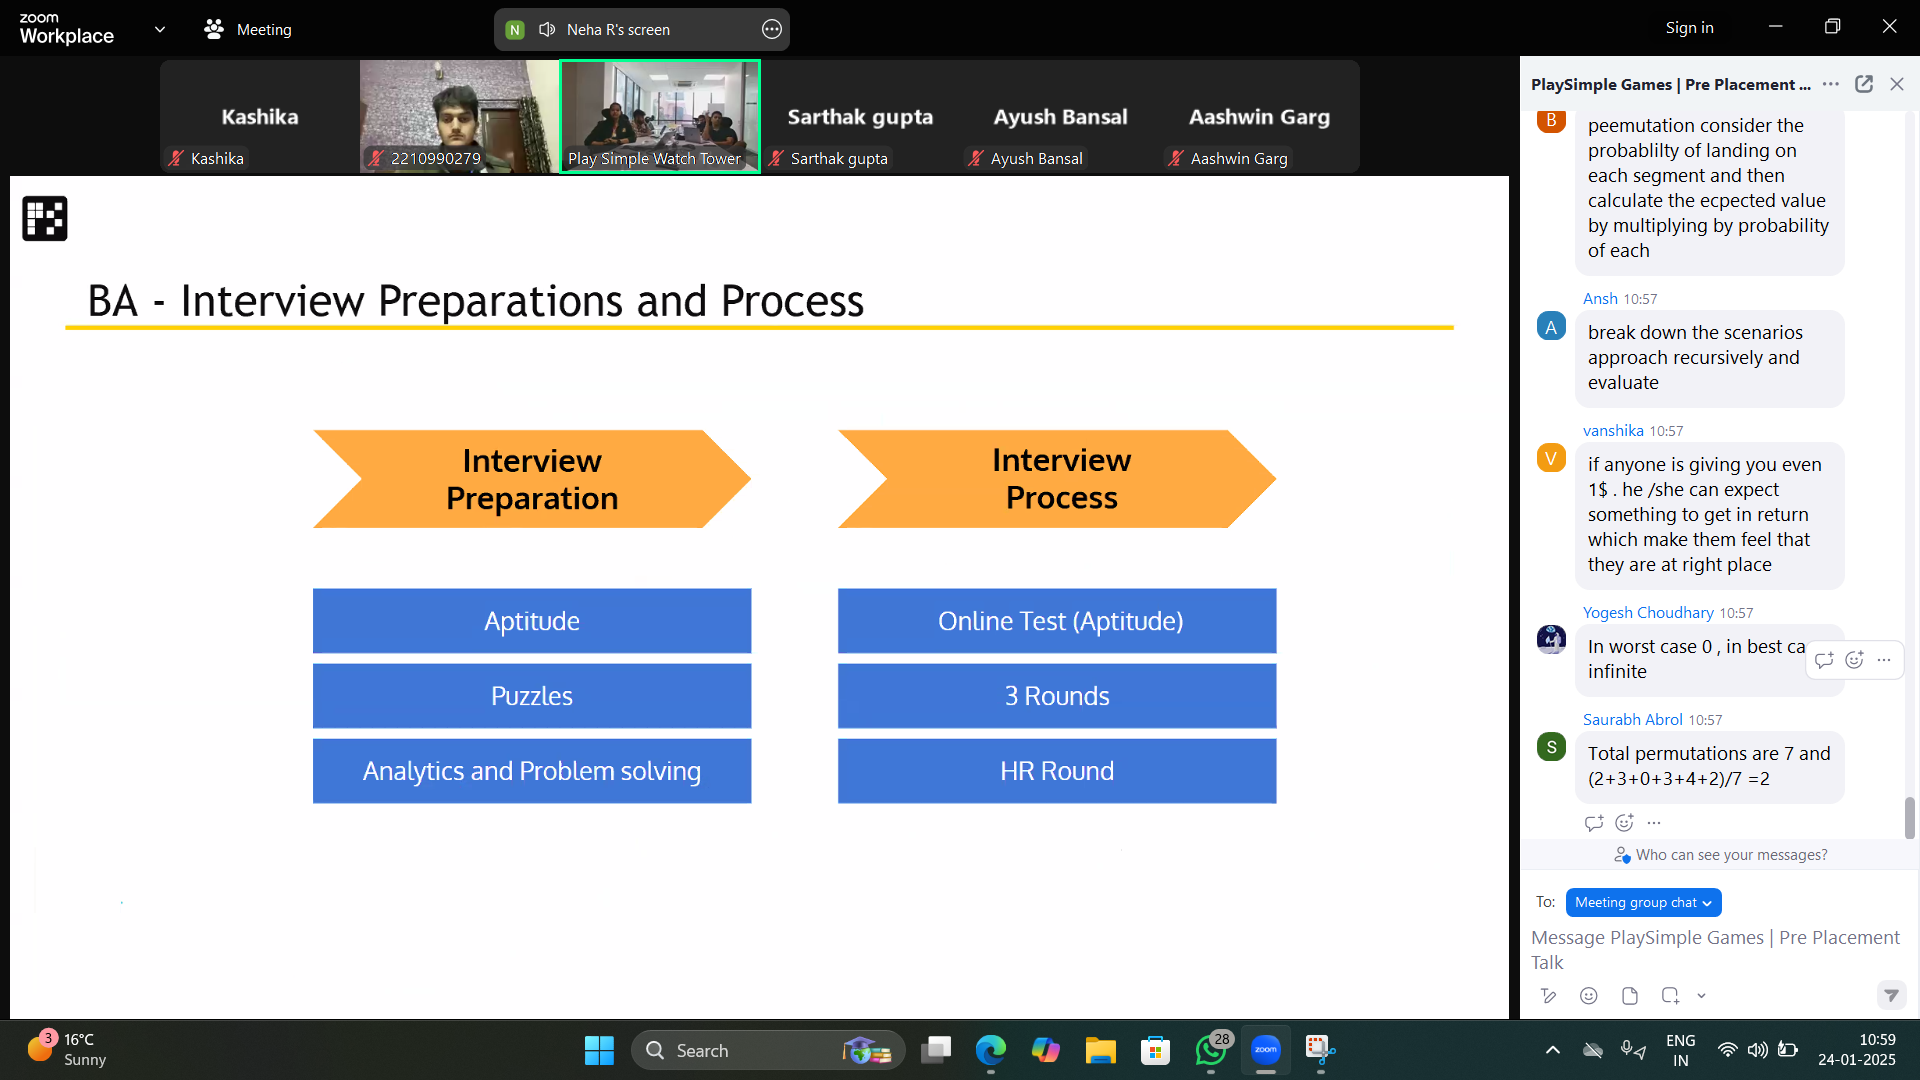 zoom
Workplace
Meeting
N
Neha R's screen
Sign in
Kashika
Kashika
2210990279
Play Simple Watch Tower
Sarthak gupta
Sarthak gupta
Ayush Bansal
Ayush Bansal
Aashwin Garg
Aashwin Garg
BA - Interview Preparations and Process
Interview
Preparation
Aptitude
Puzzles
Analytics and Problem solving
Interview
Process
Online Test (Aptitude)
3 Rounds
HR Round
PlaySimple Games | Pre Placement ...
B
peemutation consider the
probablilty of landing on
each segment and then
calculate the ecpected value
by multiplying by probability
of each
Ansh 10:57
A
break down the scenarios
approach recursively and
evaluate
vanshika 10:57
V
if anyone is giving you even
1$ . he /she can expect
something to get in return
which make them feel that
they are at right place
Yogesh Choudhary 10:57
In worst case 0 , in best ca
infinite
Saurabh Abrol 10:57
S
Total permutations are 7 and
(2+3+0+3+4+2)/7 =2
Who can see your messages?
To: Meeting group chat
Message PlaySimple Games | Pre Placement
Talk
3
16°C
Sunny
Search
28
zoom
ENG
IN
10:59
24-01-2025